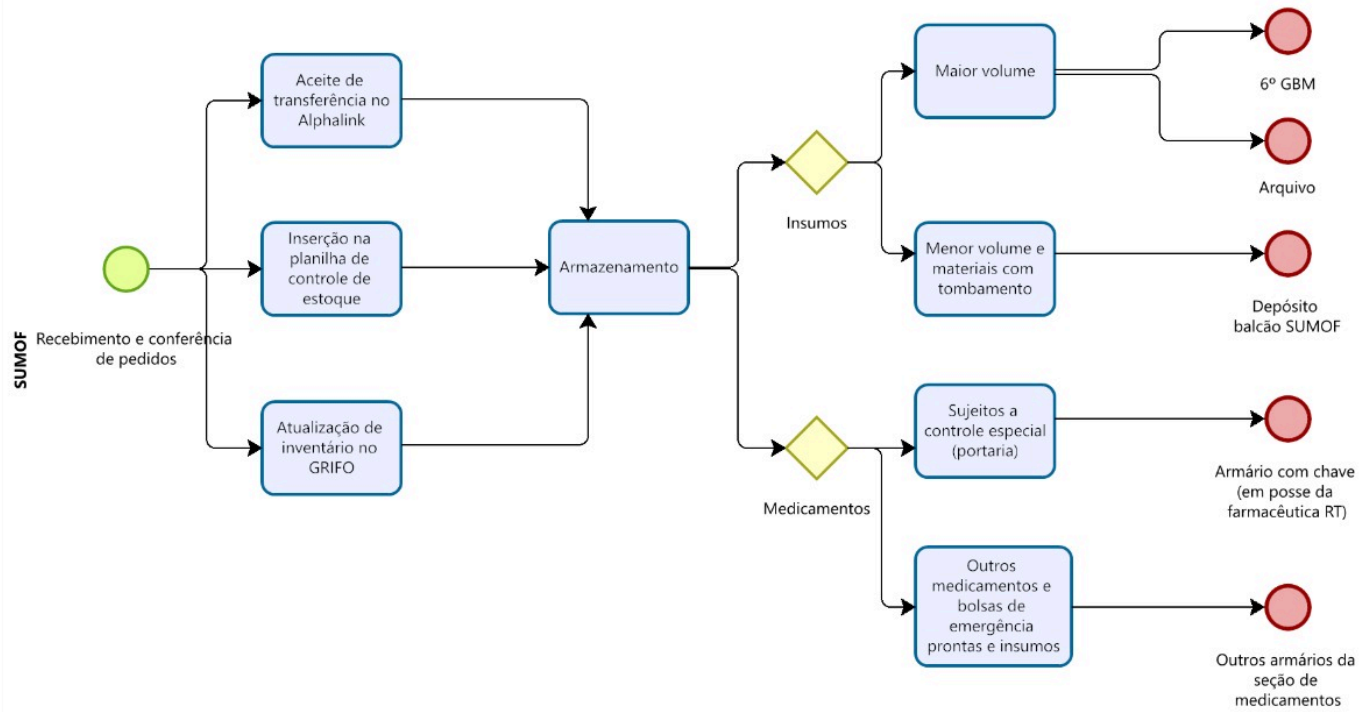 SUMOF
Recebimento e conferência
de pedidos
Aceite de
transferência no
Alphalink
Inserção na
planilha de
controle de
estoque
Atualização de
inventário no
GRIFO
Armazenamento
Insumos
Medicamentos
Maior volume
Menor volume e
materiais com
tombamento
Sujeitos a
controle especial
(portaria)
Outros
medicamentos e
bolsas de
emergência
prontas e insumos
6º GBM
Arquivo
Depósito
balcão SUMOF
Armário com chave
(em posse da
farmacêutica RT)
Outros armários da
seção de
medicamentos